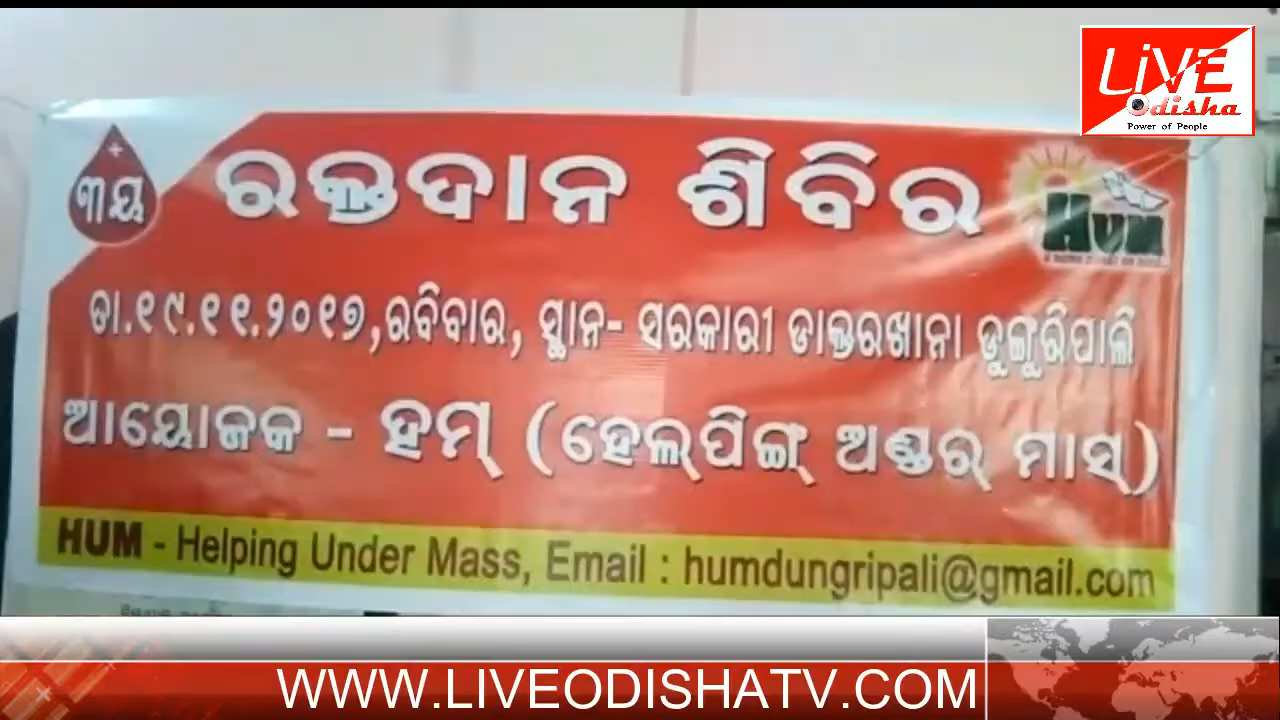 LiVE
Odisha
Power of People
୩ୟ
ରକ୍ତଦାନ ଶିବିର
HUM
ତା.୧୯.୧୧.୨୦୧୭,ରବିବାର, ସ୍ଥାନ- ସରକାରୀ ଡାକ୍ତରଖାନା ଡୁଙ୍ଗୁରିପାଲି
ଆୟୋଜକ - ହମ୍ (ହେଲ୍‌ପିଙ୍ଗ୍ ଅଣ୍ଡର୍ ମାସ୍)
HUM - Helping Under Mass, Email : humdungripali@gmail.com
WWW.LIVEODISHATV.COM